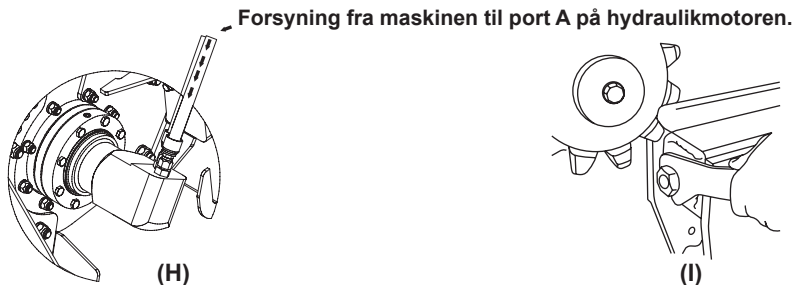 Forsyning fra maskinen til port A på hydraulikmotoren.
(H)
(I)